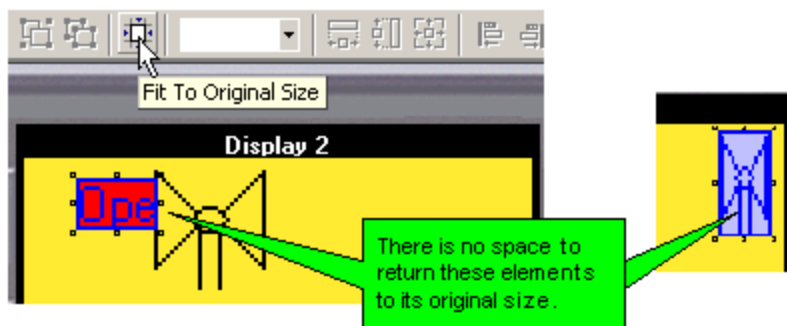 Fit To Original Size
Display 2
Ope
There is no space to
return these elements
to its original size.